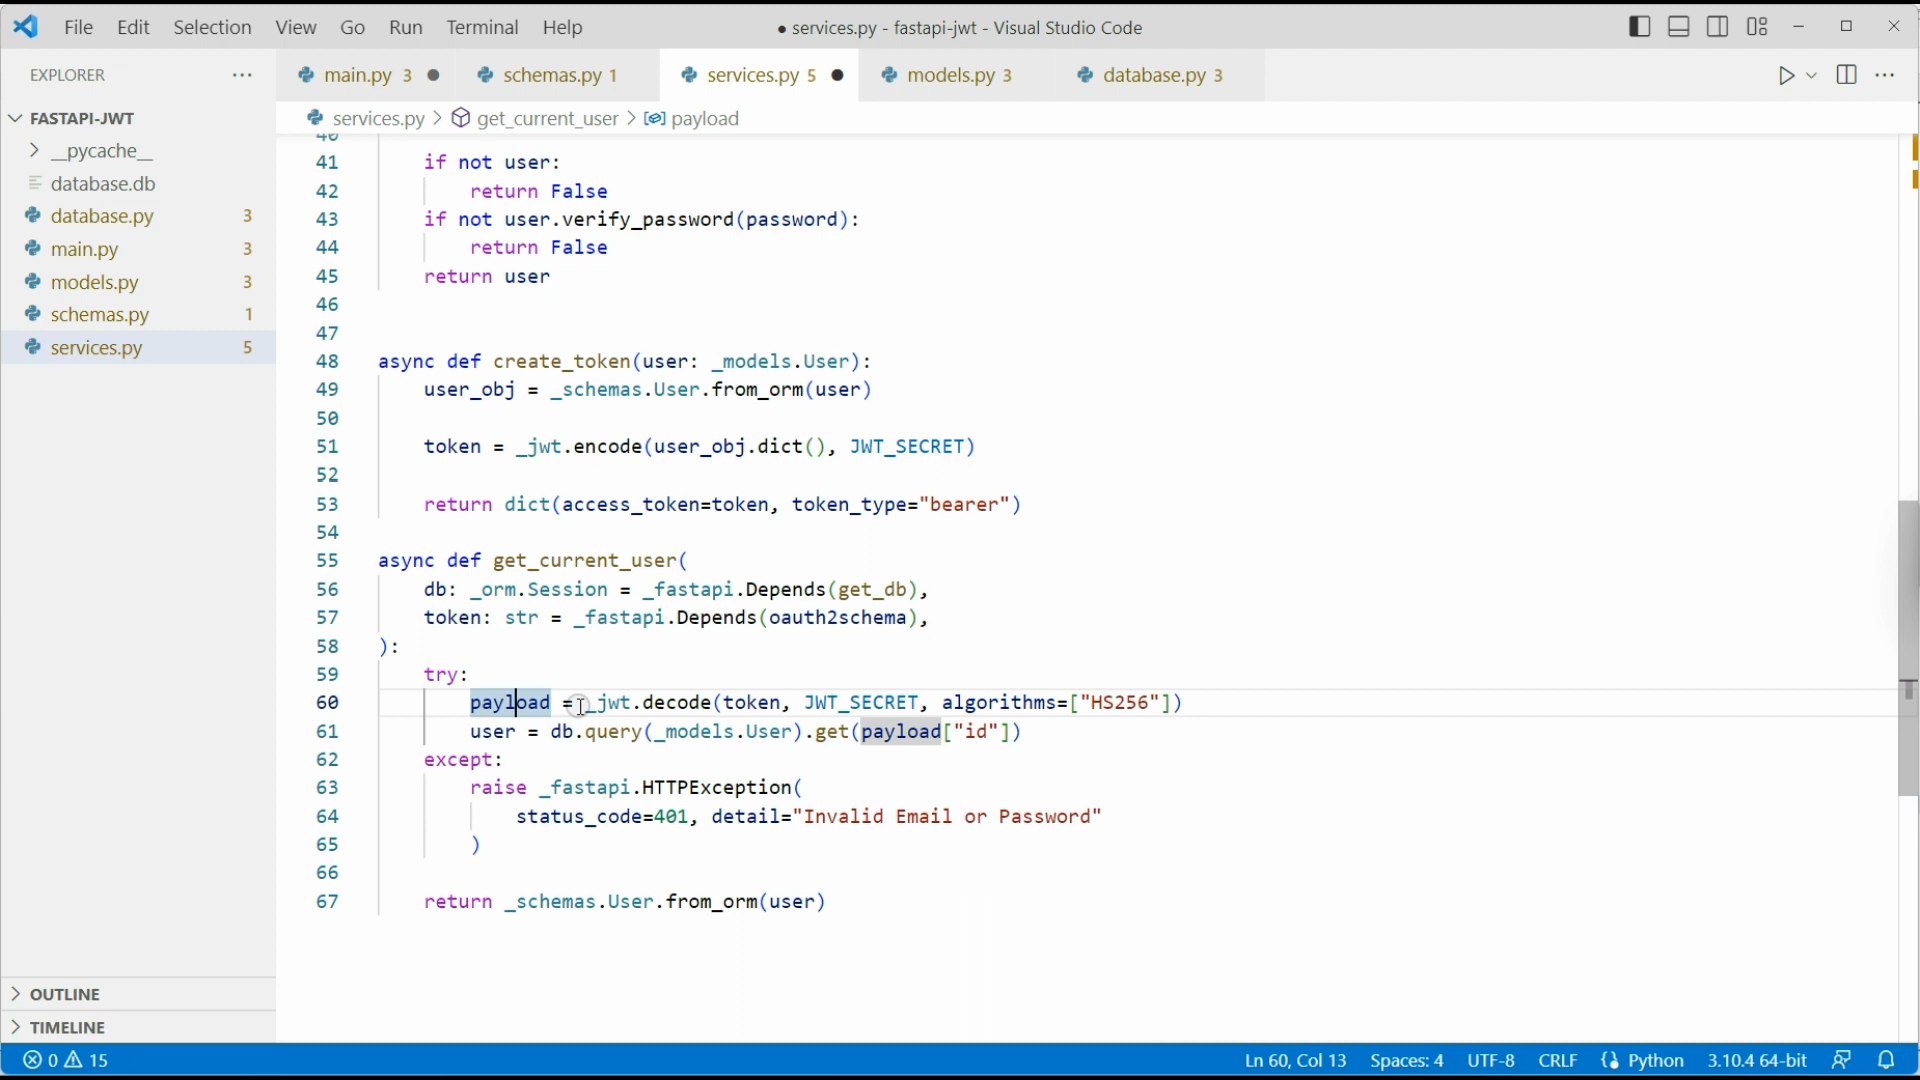 File Edit Selection View Go Run Terminal Help ● services.py - fastapi-jwt - Visual Studio Code
EXPLORER ···
main.py 3 ●
schemas.py 1
services.py 5 ●
models.py 3
database.py 3
FASTAPI-JWT
__pycache__
database.db
database.py 3
main.py 3
models.py 3
schemas.py 1
services.py 5
OUTLINE
TIMELINE
services.py > get_current_user > payload
40
41 if not user:
42 return False
43 if not user.verify_password(password):
44 return False
45 return user
46
47
48 async def create_token(user: _models.User):
49 user_obj = _schemas.User.from_orm(user)
50
51 token = _jwt.encode(user_obj.dict(), JWT_SECRET)
52
53 return dict(access_token=token, token_type="bearer")
54
55 async def get_current_user(
56 db: _orm.Session = _fastapi.Depends(get_db),
57 token: str = _fastapi.Depends(oauth2schema),
58 ):
59 try:
60 payload = _jwt.decode(token, JWT_SECRET, algorithms=["HS256"])
61 user = db.query(_models.User).get(payload["id"])
62 except:
63 raise _fastapi.HTTPException(
64 status_code=401, detail="Invalid Email or Password"
65 )
66
67 return _schemas.User.from_orm(user)
0 15 Ln 60, Col 13 Spaces: 4 UTF-8 CRLF Python 3.10.4 64-bit